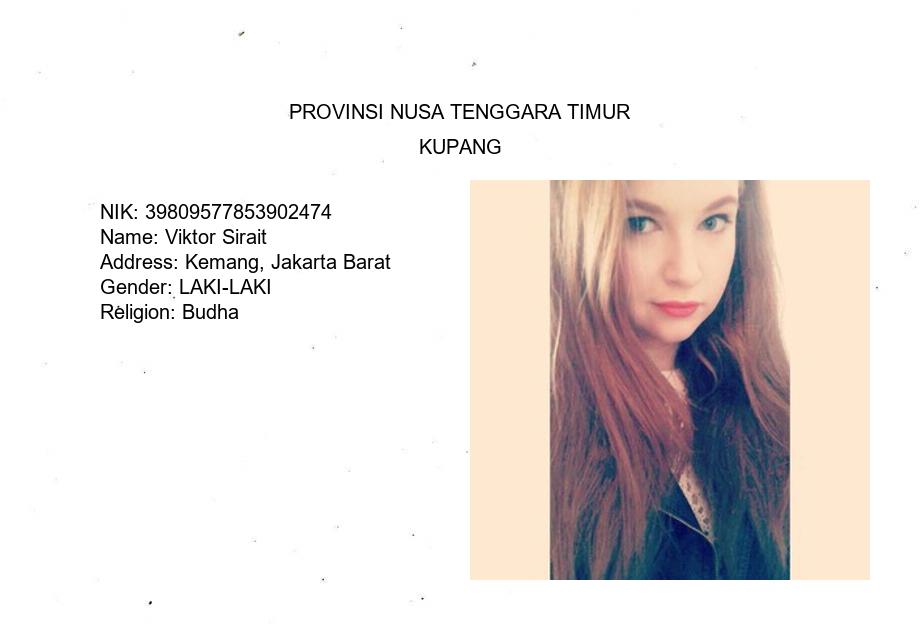 PROVINSI NUSA TENGGARA TIMUR
KUPANG
NIK: 39809577853902474
Name: Viktor Sirait
Address: Kemang, Jakarta Barat
Gender: LAKI-LAKI
Religion: Budha